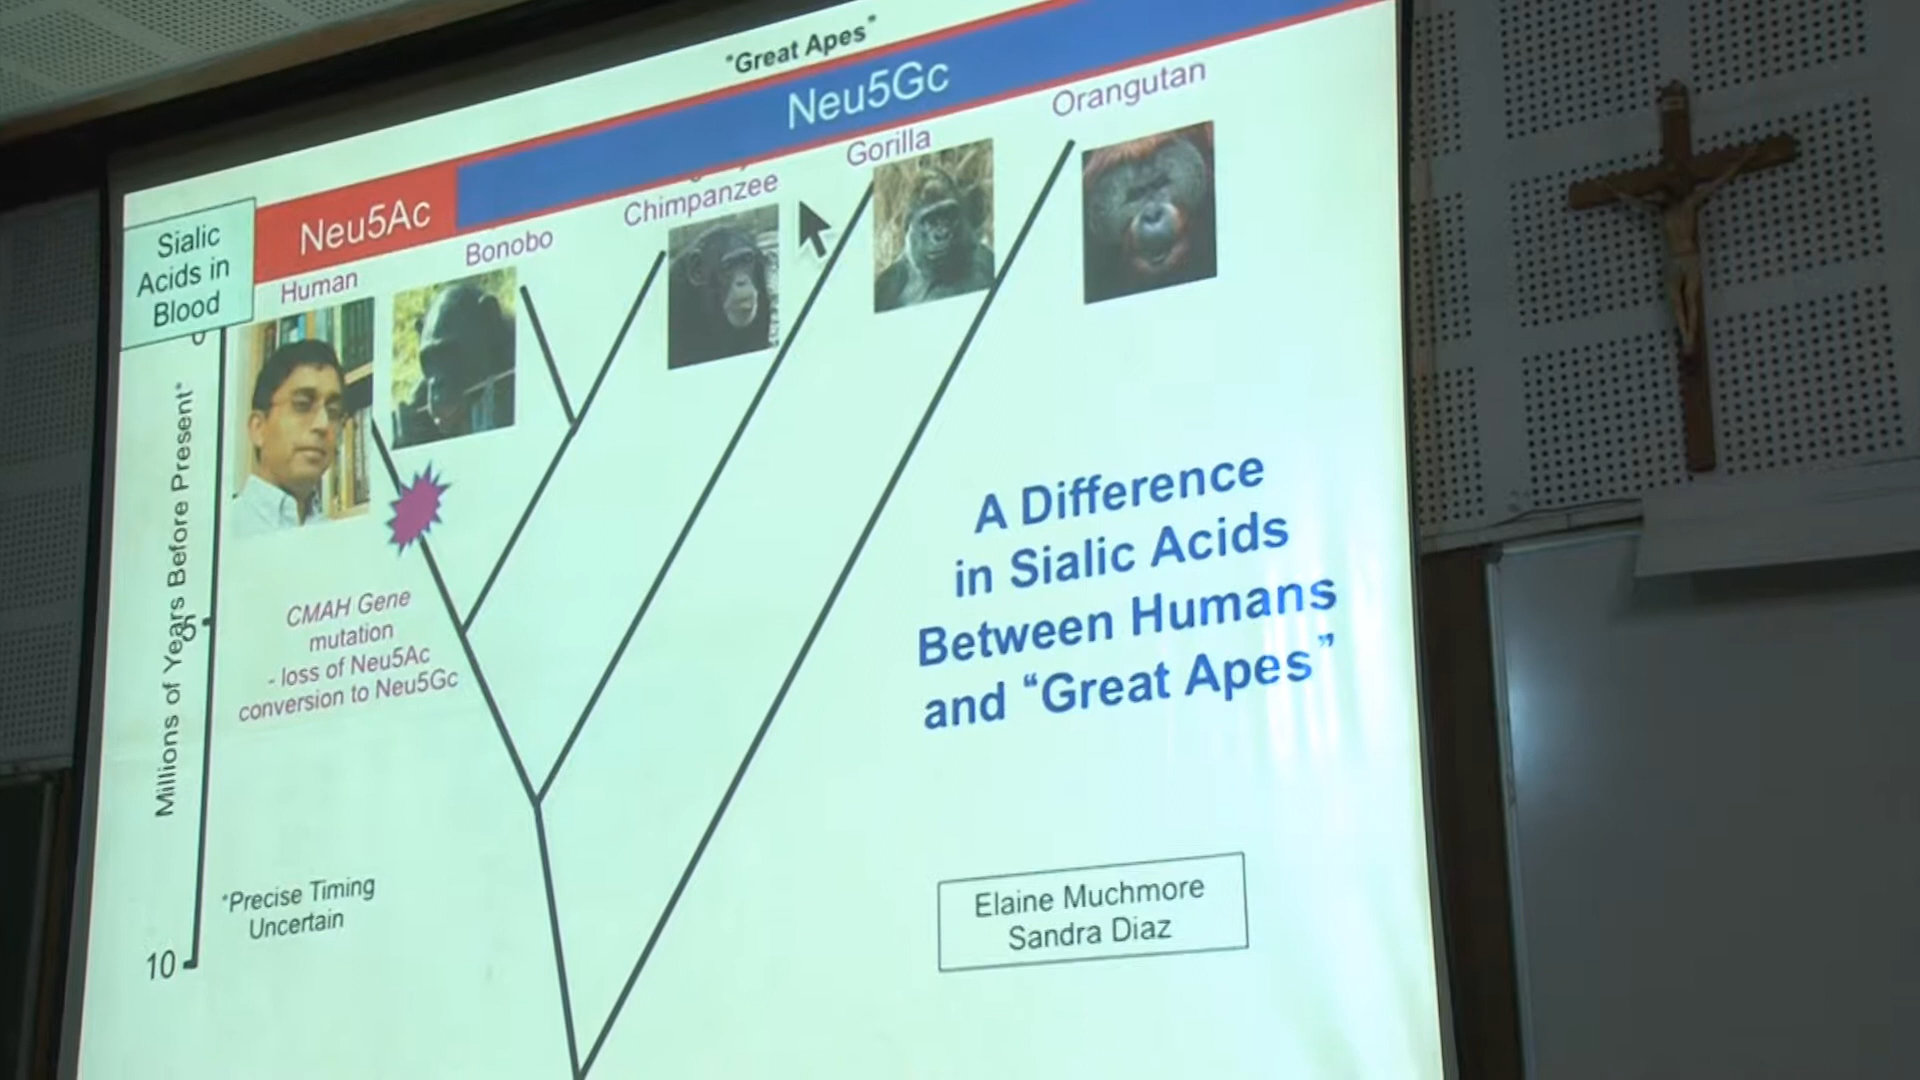 "Great Apes"
Neu5Gc
Neu5Ac
Sialic
Acids in
Blood
Human
Bonobo
Chimpanzee
Gorilla
Orangutan
Millions of Years Before Present*
5
10
CMAH Gene
mutation
- loss of Neu5Ac
conversion to Neu5Gc
*Precise Timing
Uncertain
A Difference
in Sialic Acids
Between Humans
and “Great Apes”
Elaine Muchmore
Sandra Diaz